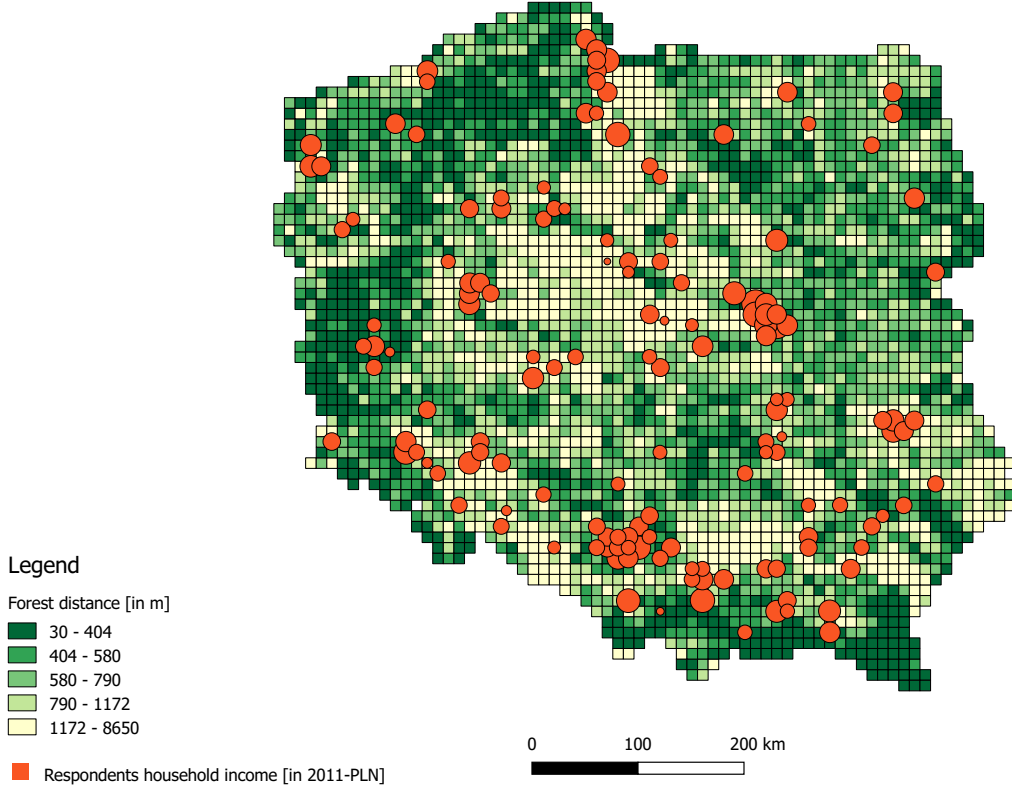 Legend
Forest distance [in m]
30 - 404
404 - 580
580 - 790
790 - 1172
1172 - 8650
Respondents household income [in 2011-PLN]
0 100 200 km